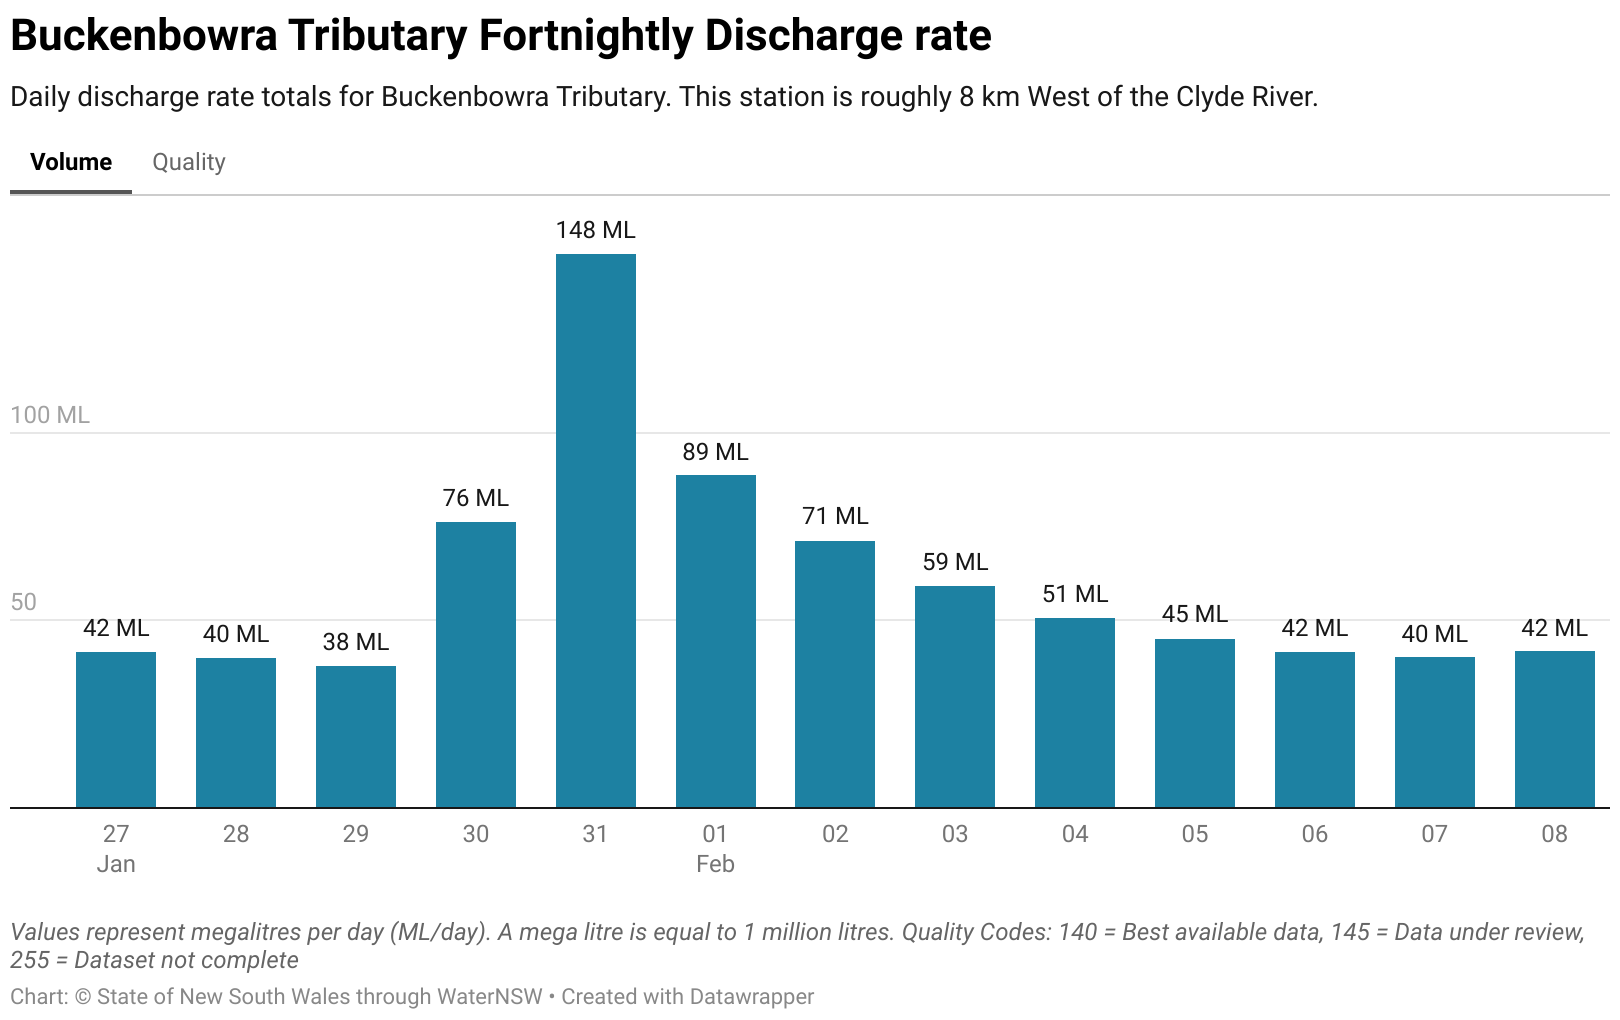 Buckenbowra Tributary Fortnightly Discharge rate
Daily discharge rate totals for Buckenbowra Tributary. This station is roughly 8 km West of the Clyde River.
Volume Quality
148 ML
100 ML
89 ML
76 ML
71 ML
59 ML
51 ML
50
42 ML 40 ML 38 ML 45 ML 42 ML 40 ML 42 ML
27 28 29 30 31 01 02 03 04 05 06 07 08
Jan Feb
Values represent megalitres per day (ML/day). A mega litre is equal to 1 million litres. Quality Codes: 140 = Best available data, 145 = Data under review,
255 = Dataset not complete
Chart: © State of New South Wales through WaterNSW • Created with Datawrapper